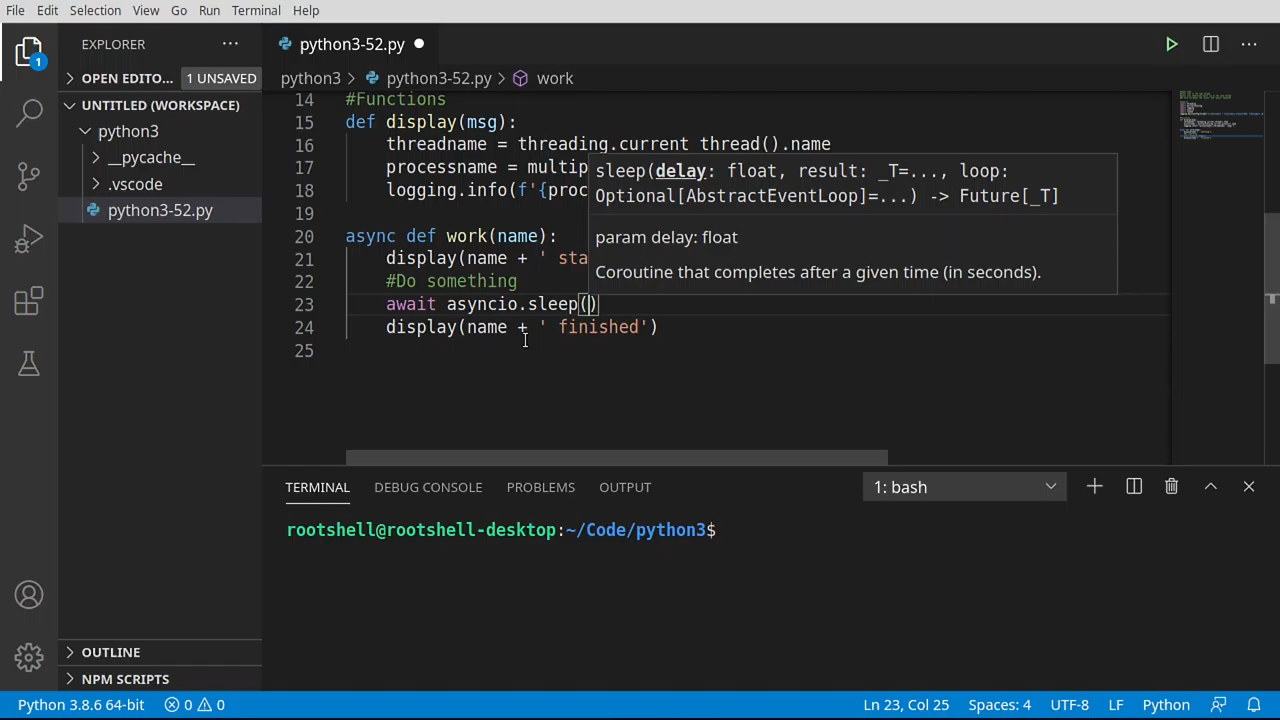 File Edit Selection View Go Run Terminal Help
EXPLORER
python3-52.py
1
OPEN EDITO... 1 UNSAVED
python3 > python3-52.py > work
UNTITLED (WORKSPACE)
python3
__pycache__
.vscode
python3-52.py
14 #Functions
15 def display(msg):
16 threadname = threading.current_thread().name
17 processname = multip
18 logging.info(f'{proc
19
20 async def work(name):
21 display(name + ' sta
22 #Do something
23 await asyncio.sleep()
24 display(name + ' finished')
25
sleep(delay: float, result: _T=..., loop:
Optional[AbstractEventLoop]=...) -> Future[_T]
param delay: float
Coroutine that completes after a given time (in seconds).
TERMINAL DEBUG CONSOLE PROBLEMS OUTPUT 1: bash
rootshell@rootshell-desktop:~/Code/python3$
OUTLINE
NPM SCRIPTS
Python 3.8.6 64-bit 0 0 Ln 23, Col 25 Spaces: 4 UTF-8 LF Python